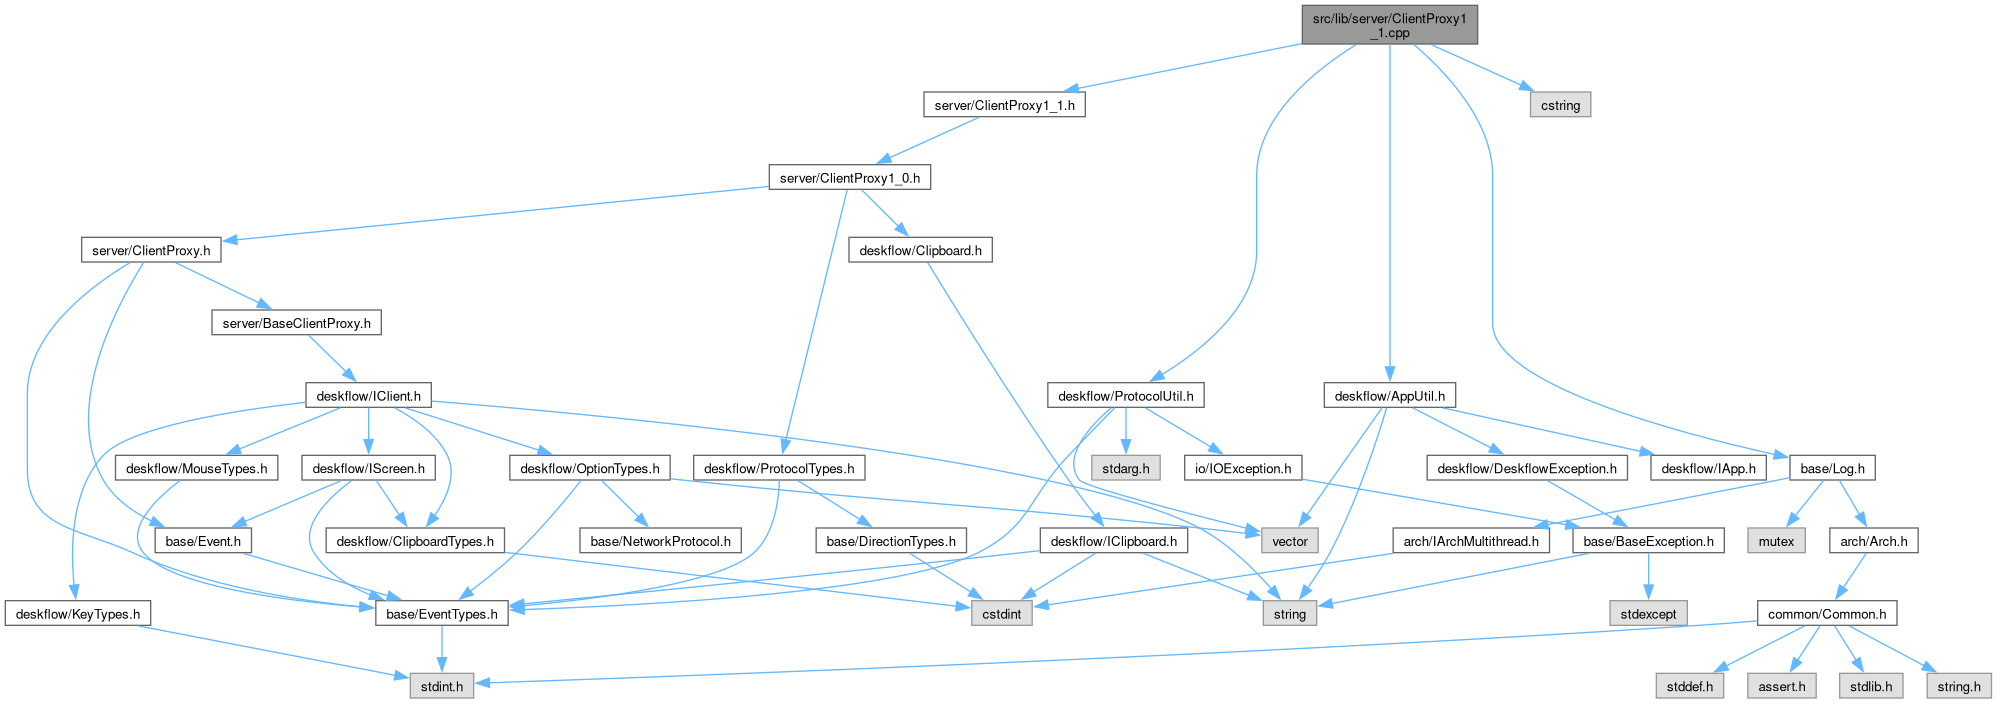 src/lib/server/ClientProxy1
_1.cpp
server/ClientProxy1_1.h
cstring
server/ClientProxy1_0.h
server/ClientProxy.h
deskflow/Clipboard.h
server/BaseClientProxy.h
deskflow/IClient.h
deskflow/ProtocolUtil.h
deskflow/AppUtil.h
deskflow/MouseTypes.h
deskflow/IScreen.h
deskflow/OptionTypes.h
deskflow/ProtocolTypes.h
stdarg.h
io/IOException.h
deskflow/DeskflowException.h
deskflow/IApp.h
base/Log.h
base/Event.h
deskflow/ClipboardTypes.h
base/NetworkProtocol.h
base/DirectionTypes.h
deskflow/IClipboard.h
vector
arch/IArchMultithread.h
base/BaseException.h
mutex
arch/Arch.h
deskflow/KeyTypes.h
base/EventTypes.h
cstdint
string
stdexcept
common/Common.h
stdint.h
stddef.h
assert.h
stdlib.h
string.h